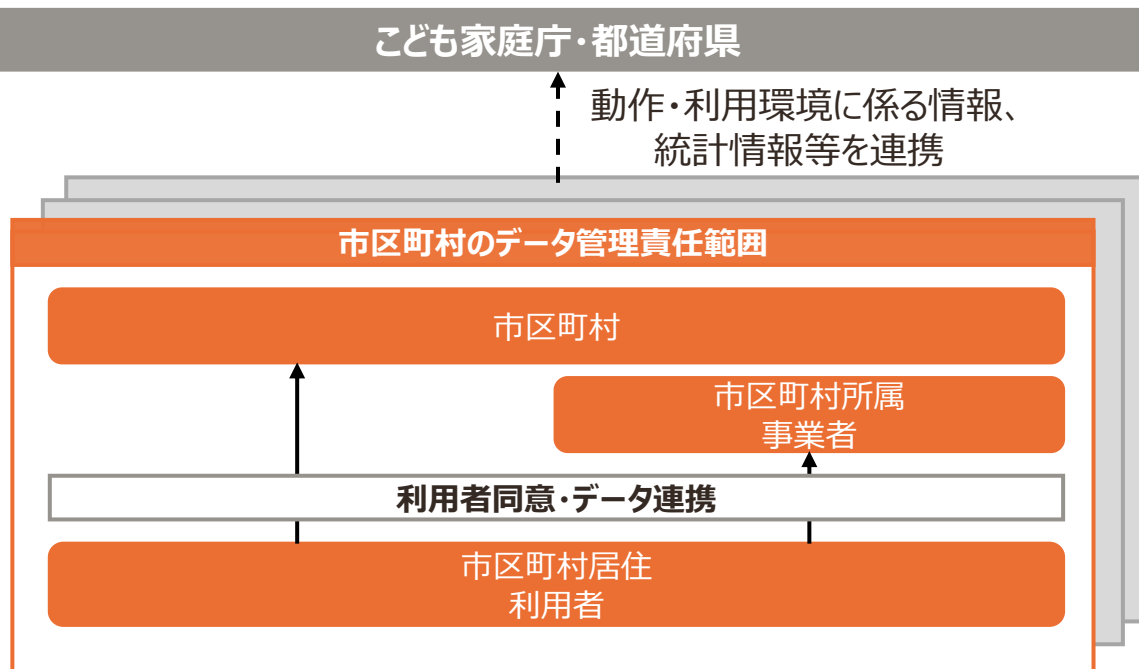 こども家庭庁・都道府県
動作・利用環境に係る情報、
統計情報等を連携
市区町村のデータ管理責任範囲
市区町村
市区町村所属
事業者
利用者同意・データ連携
市区町村居住
利用者